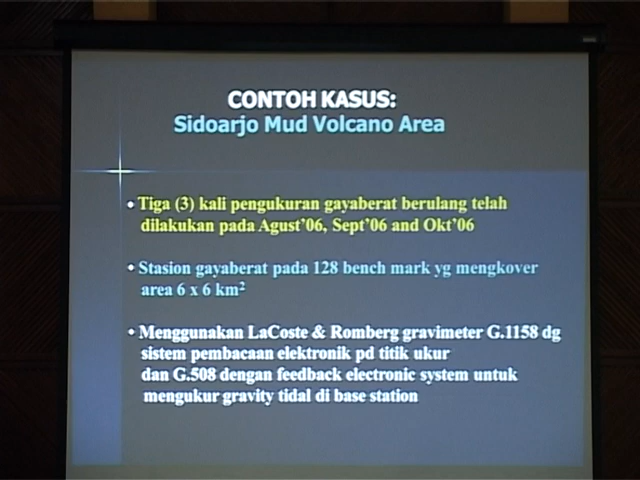 CONTOH KASUS:
Sidoarjo Mud Volcano Area
• Tiga (3) kali pengukuran gayaberat berulang telah
dilakukan pada Agust’06, Sept’06 and Okt’06
• Stasion gayaberat pada 128 bench mark yg mengkover
area 6 x 6 km²
• Menggunakan LaCoste & Romberg gravimeter G.1158 dg
sistem pembacaan elektronik pd titik ukur
dan G.508 dengan feedback electronic system untuk
mengukur gravity tidal di base station